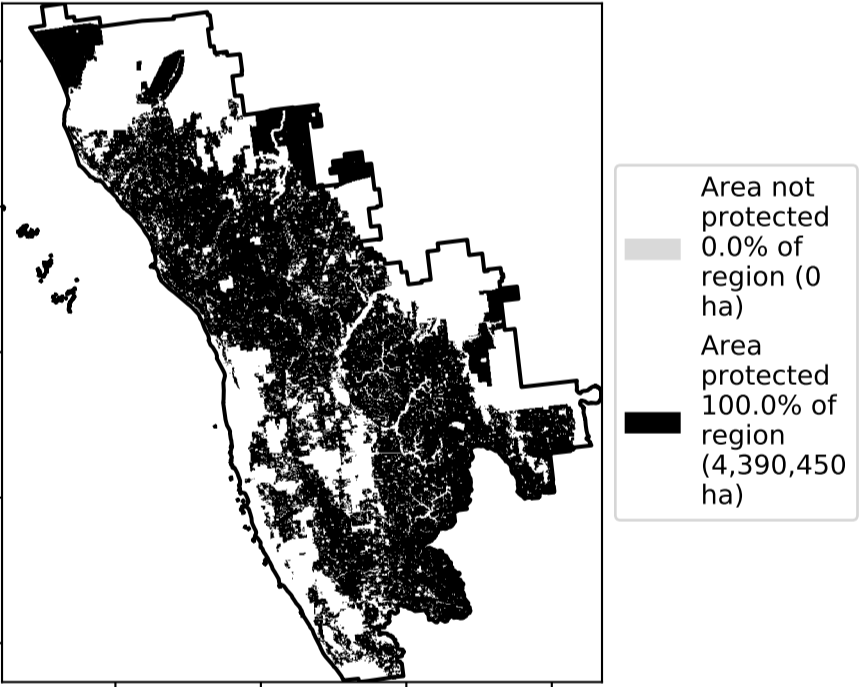 Area not
protected
0.0% of
region (0
ha)
Area
protected
100.0% of
region
(4,390,450
ha)